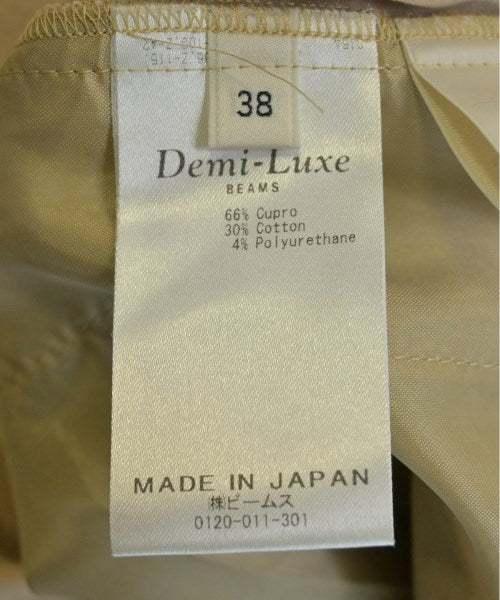 38
Demi-Luxe
BEAMS
66% Cupro
30% Cotton
4% Polyurethane
MADE IN JAPAN
㈱ビームス
0120-011-301